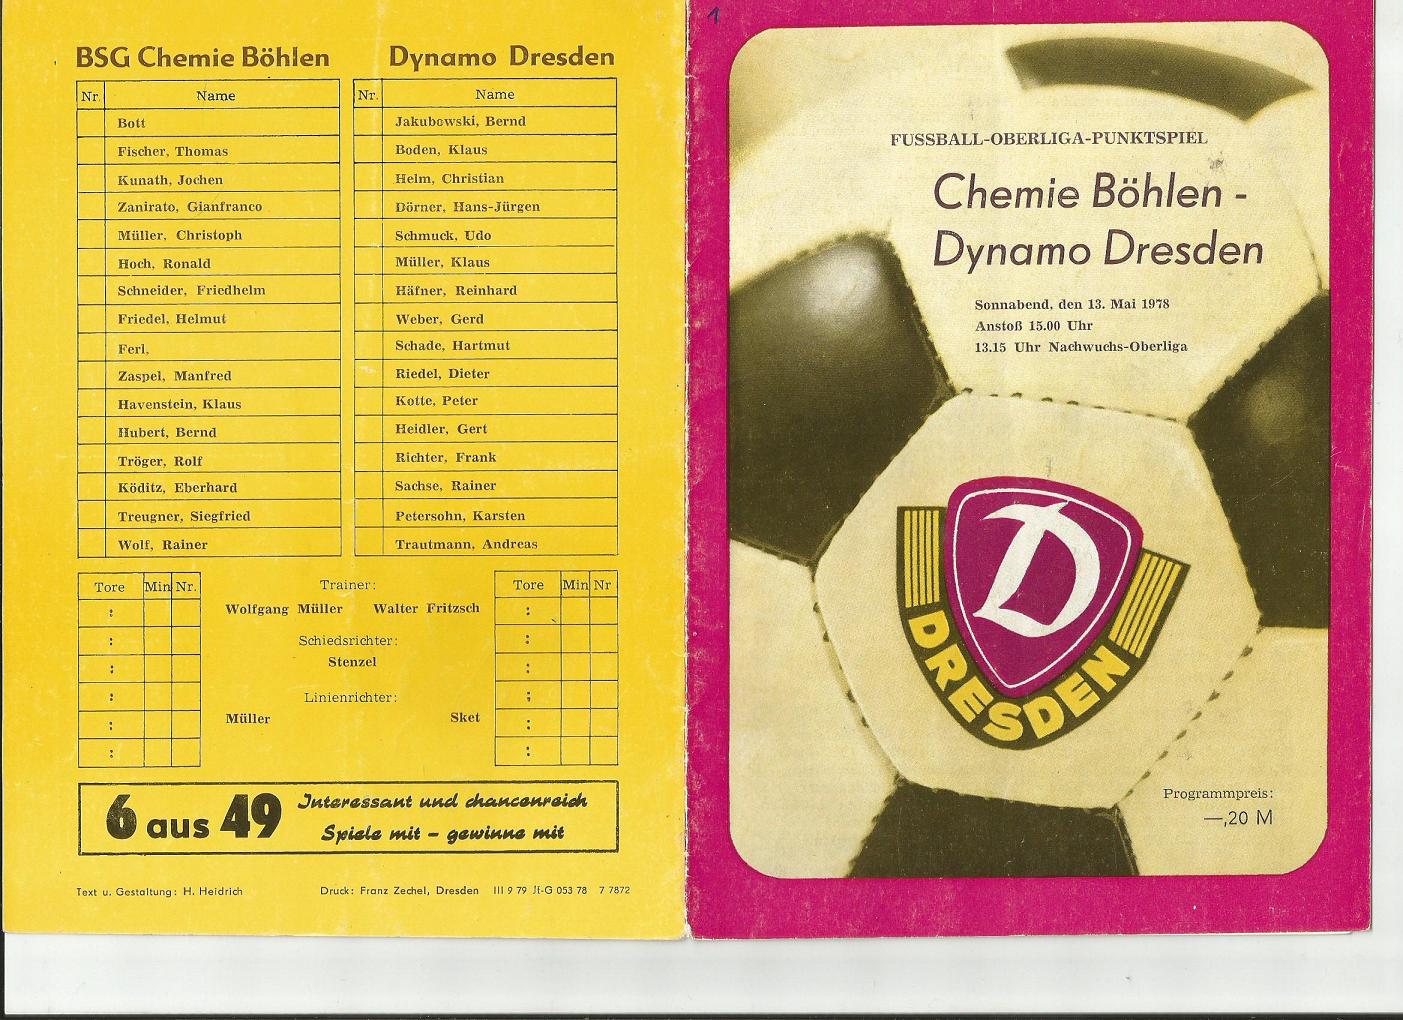 BSG Chemie Böhlen
Nr. Name
Bott
Fischer, Thomas
Kunath, Jochen
Zanirato, Gianfranco
Müller, Christoph
Hoch, Ronald
Schneider, Friedhelm
Friedel, Helmut
Ferl,
Zaspel, Manfred
Havenstein, Klaus
Hubert, Bernd
Tröger, Rolf
Köditz, Eberhard
Treugner, Siegfried
Wolf, Rainer
Dynamo Dresden
Nr. Name
Jakubowski, Bernd
Boden, Klaus
Helm, Christian
Dörner, Hans-Jürgen
Schmuck, Udo
Müller, Klaus
Häfner, Reinhard
Weber, Gerd
Schade, Hartmut
Riedel, Dieter
Kotte, Peter
Heidler, Gert
Richter, Frank
Sachse, Rainer
Petersohn, Karsten
Trautmann, Andreas
Tore Min Nr.
:
:
:
:
:
:
Trainer:
Wolfgang Müller Walter Fritzsch
Schiedsrichter:
Stenzel
Linienrichter:
Müller Sket
Tore Min Nr
:
:
:
:
:
:
6 aus 49
Interessant und chancenreich
Spiele mit – gewinne mit
Text u. Gestaltung: H. Heidrich
Druck: Franz Zechel, Dresden III 9 79 Jt-G 053 78 7 7872
1
FUSSBALL-OBERLIGA-PUNKTSPIEL
Chemie Böhlen -
Dynamo Dresden
Sonnabend, den 13. Mai 1978
Anstoß 15.00 Uhr
13.15 Uhr Nachwuchs-Oberliga
D
DRESDEN
Programmpreis:
—,20 M